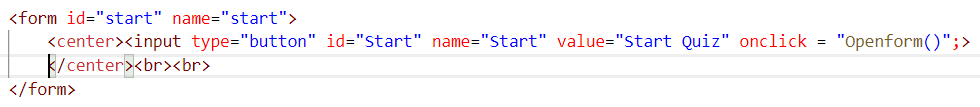 <form id="start" name="start">
<center><input type="button" id="Start" name="Start" value="Start Quiz" onclick = "Openform()";>
</center><br><br>
</form>